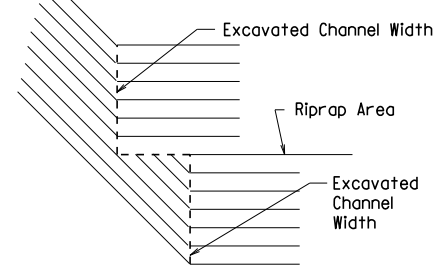 Excavated Channel Width
Riprap Area
Excavated
Channel
Width